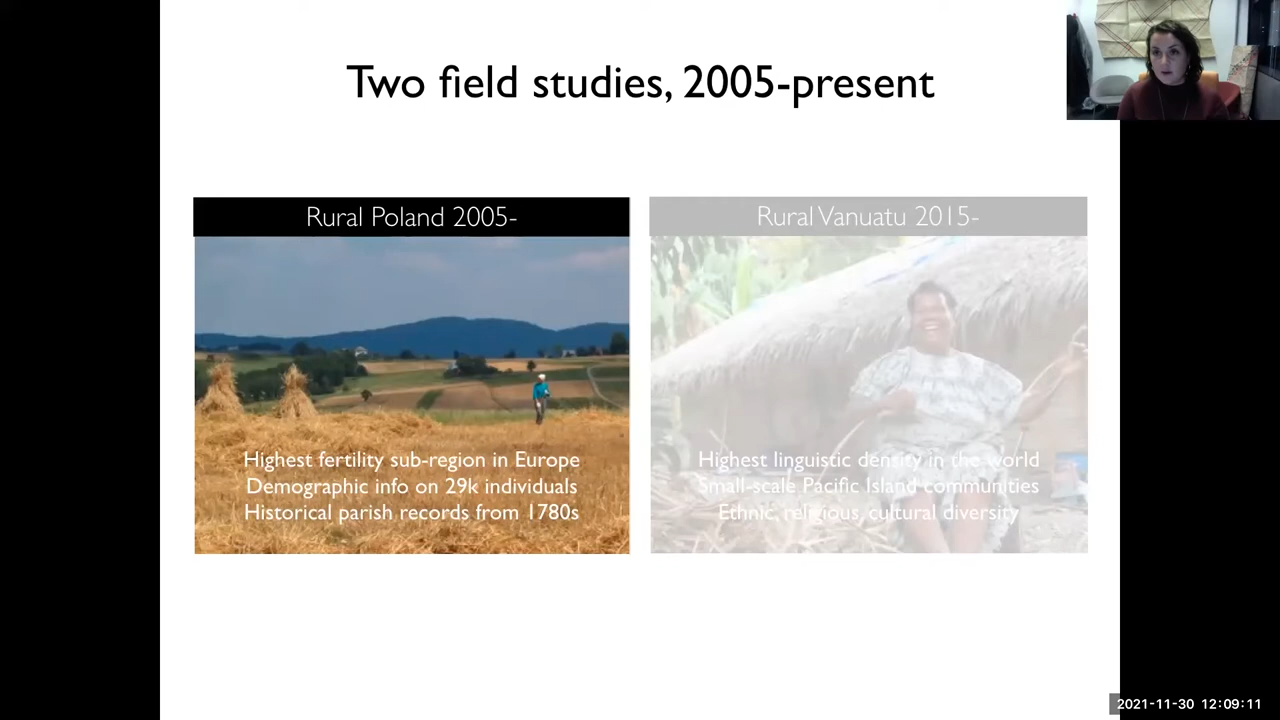 Two field studies, 2005-present
Rural Poland 2005-
Highest fertility sub-region in Europe
Demographic info on 29k individuals
Historical parish records from 1780s
Rural Vanuatu 2015-
Highest linguistic density in the world
Small-scale Pacific Island communities
Ethnic, religious, cultural diversity
2021-11-30 12:09:11